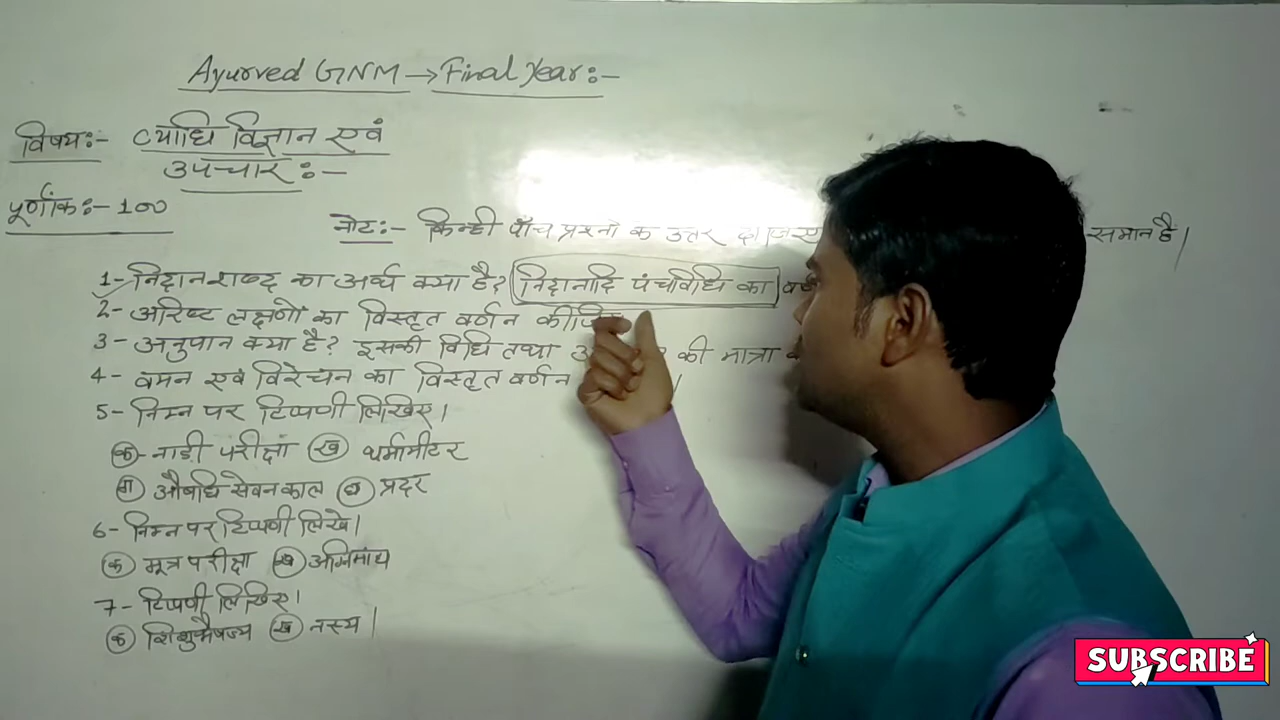 Ayurved GNM → Final Year:-
विषय:- व्याधि विज्ञान एवं
उपचार:-
पूर्णांक:- 100
नोट:- किन्ही पाँच प्रश्नों के उत्तर दीजिए समान है।
1- निदान शब्द का अर्थ क्या है? निदानादि पंचविधि का
2- अरिष्ट लक्षणों का विस्तृत वर्णन कीजिए
3- अनुपान क्या है? इसकी विधि तथा की मात्रा
4- वमन एवं विरेचन का विस्तृत वर्णन
5- निम्न पर टिप्पणी लिखिए।
(क)- नाडी परीक्षा (ख) थर्मामीटर
(ग) औषधि सेवन काल (घ) प्रदर
6- निम्न पर टिप्पणी लिखे।
(क) मूत्र परीक्षा (ख) अग्निमांद्य
7- टिप्पणी लिखिए।
(क) शिशुभैषज्य (ख) नस्य।
SUBSCRIBE